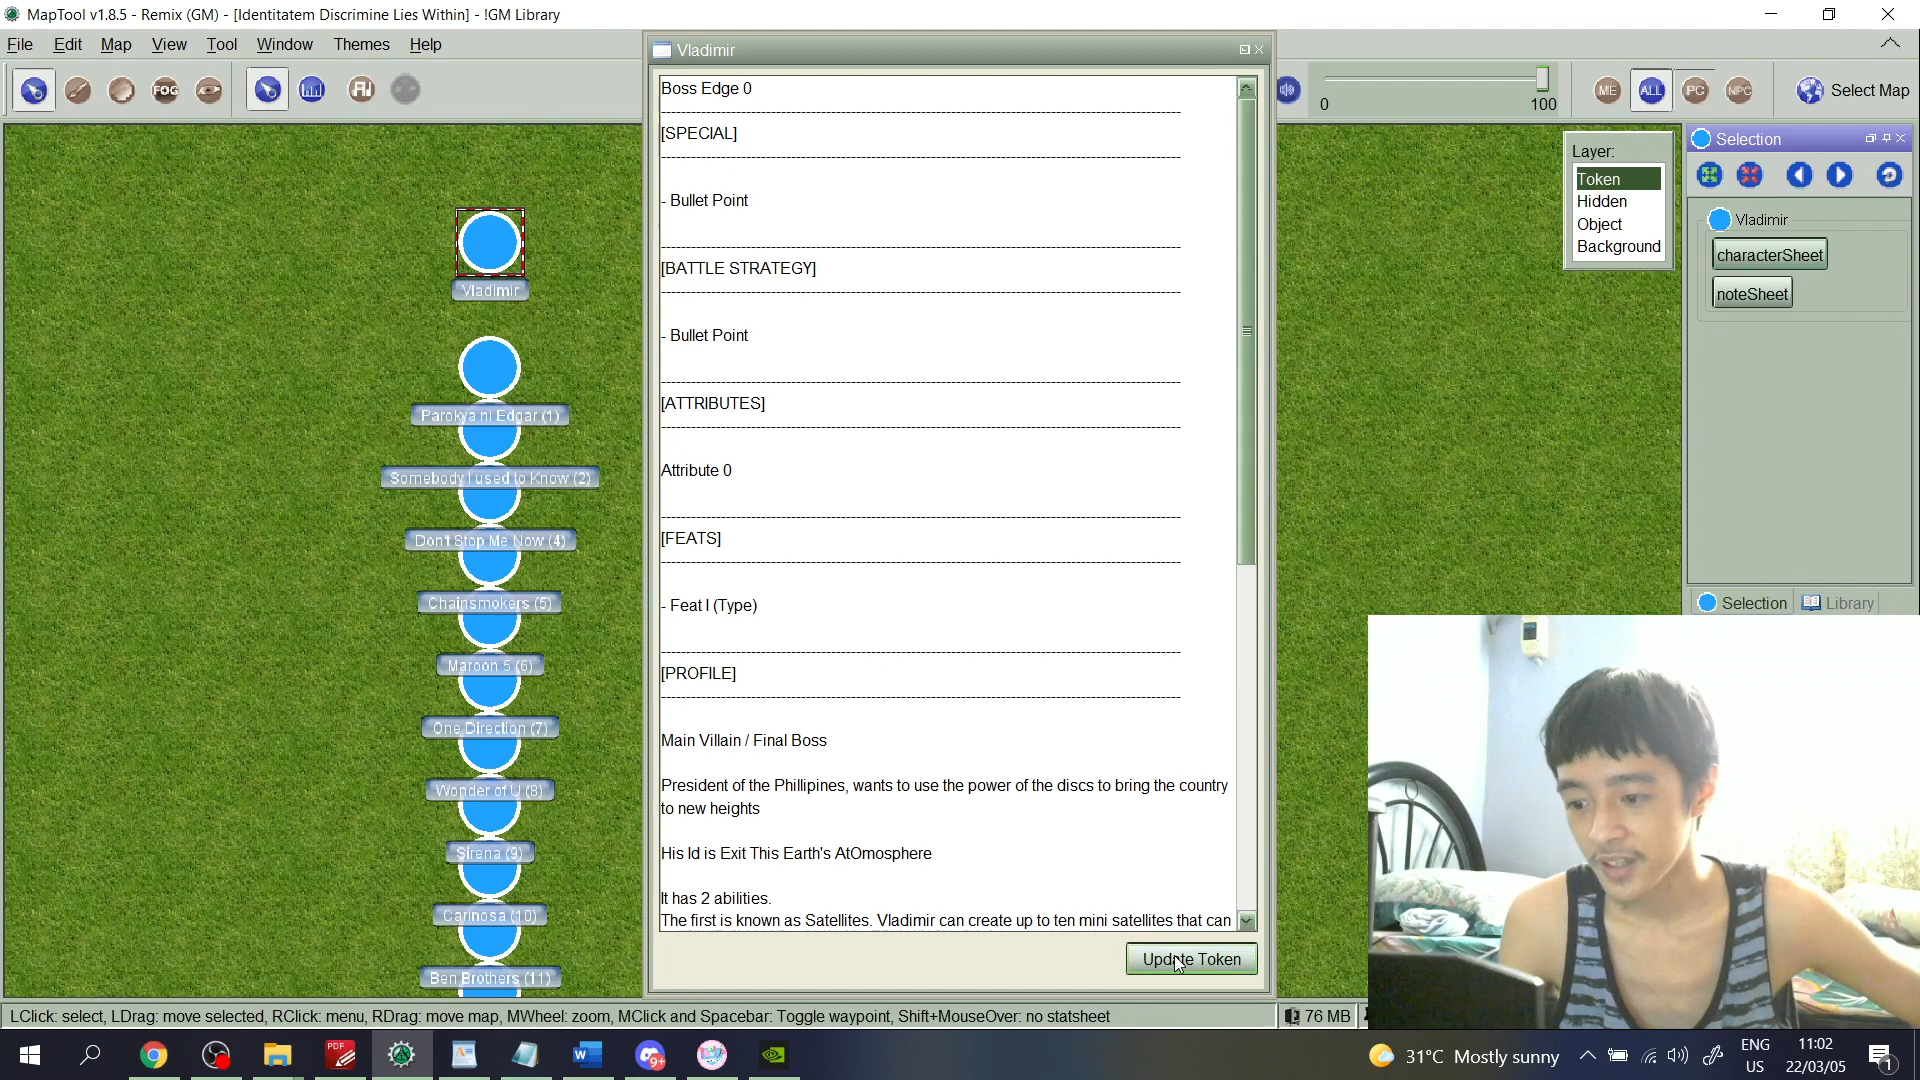 MapTool v1.8.5 - Remix (GM) - [Identitatem Discrimine Lies Within] - !GM Library
File Edit Map View Tool Window Themes Help
FOG
0
100
ME
ALL
PC
NPC
Select Map
Vladimir
Boss Edge 0
[SPECIAL]
- Bullet Point
[BATTLE STRATEGY]
- Bullet Point
[ATTRIBUTES]
Attribute 0
[FEATS]
- Feat I (Type)
[PROFILE]
Main Villain / Final Boss
President of the Phillipines, wants to use the power of the discs to bring the country
to new heights
His Id is Exit This Earth's AtOmosphere
It has 2 abilities.
The first is known as Satellites. Vladimir can create up to ten mini satellites that can
Update Token
Vladimir
Parokya ni Edgar (1)
Somebody I used to Know (2)
Don't Stop Me Now (4)
Chainsmokers (5)
Maroon 5 (6)
One Direction (7)
Wonder of U (8)
Sirena (9)
Carinosa (10)
Ben Brothers (11)
Layer:
Token
Hidden
Object
Background
Selection
Vladimir
characterSheet
noteSheet
Selection
Library
LClick: select, LDrag: move selected, RClick: menu, RDrag: move map, MWheel: zoom, MClick and Spacebar: Toggle waypoint, Shift+MouseOver: no statsheet
76 MB
PDF
9+
31°C Mostly sunny
ENG
US
11:02
22/03/05
1